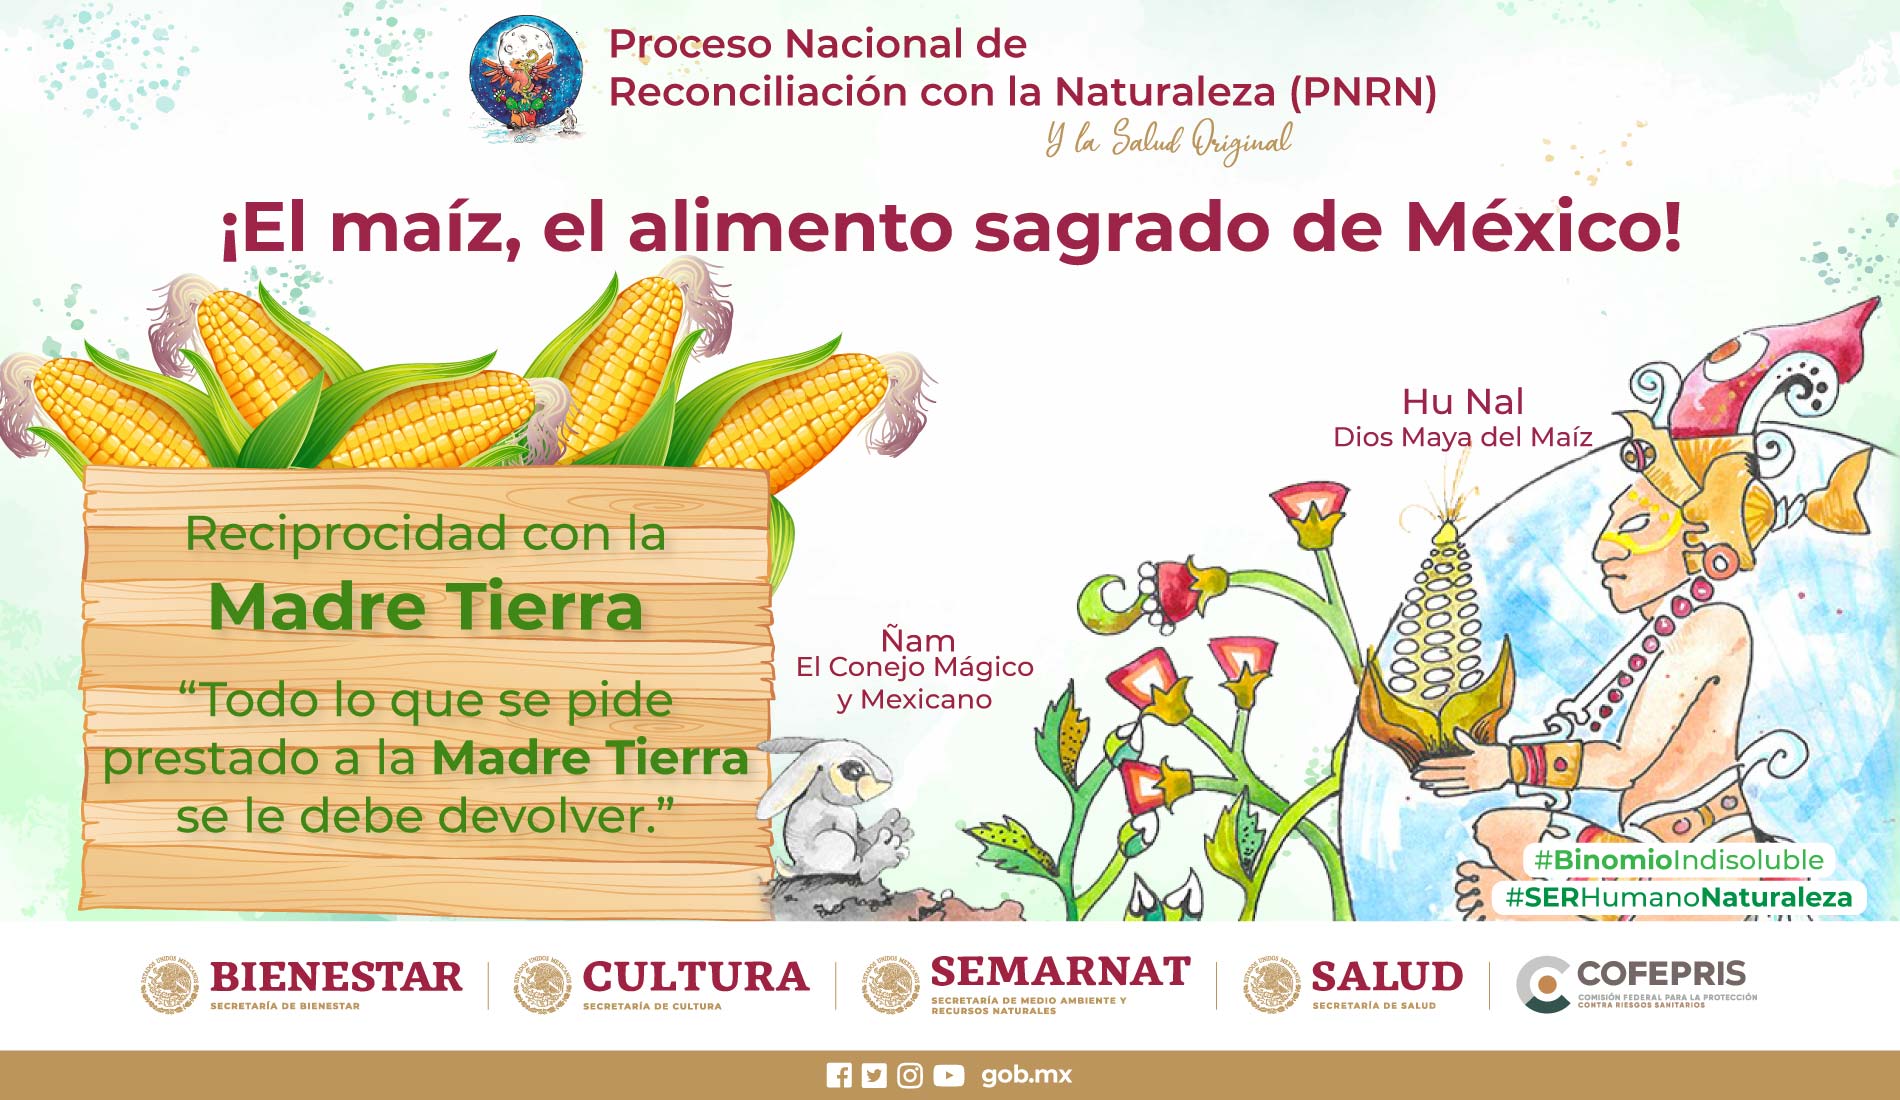 Proceso Nacional de
Reconciliación con la Naturaleza (PNRN)
Y la Salud Original
¡El maíz, el alimento sagrado de México!
Reciprocidad con la
Madre Tierra
“Todo lo que se pide
prestado a la Madre Tierra
se le debe devolver.”
Ñam
El Conejo Mágico
y Mexicano
Hu Nal
Dios Maya del Maíz
#BinomioIndisoluble
#SERHumanoNaturaleza
BIENESTAR
SECRETARÍA DE BIENESTAR
CULTURA
SECRETARÍA DE CULTURA
SEMARNAT
SECRETARÍA DE MEDIO AMBIENTE Y
RECURSOS NATURALES
SALUD
SECRETARÍA DE SALUD
COFEPRIS
COMISIÓN FEDERAL PARA LA PROTECCIÓN
CONTRA RIESGOS SANITARIOS
gob.mx